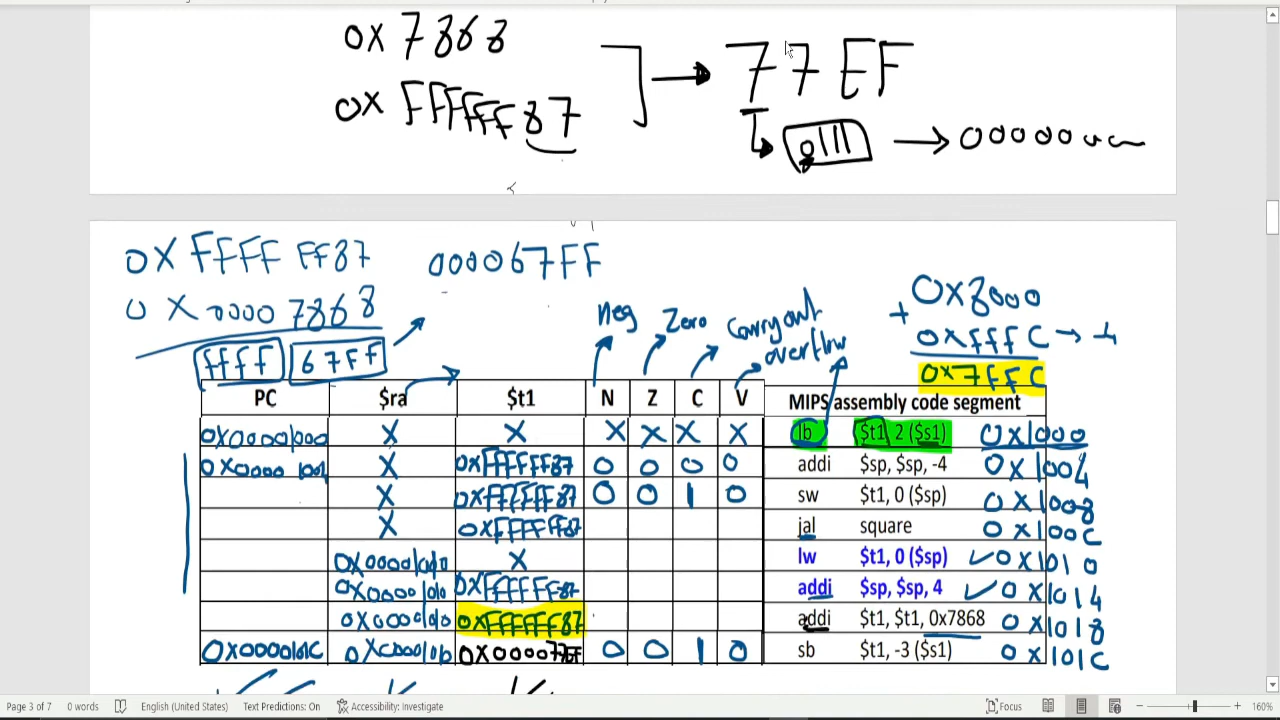 0x 7868
0x FFFFFF87
77EF
0111
0xFFFF FF87
000067FF
0x 0000 7868
FFFF 67FF
Neg
Zero
Carry out
overflow
0x8000
+
0xFFFC → -4
0x7FFC
PC $ra $t1 N Z C V MIPS assembly code segment
0x00001000 X X X X X X lb $t1 2 ($s1) 0x1000
0x0000 1004 X 0xFFFFFF87 0 0 0 0 addi $sp, $sp, -4 0x1004
X 0xFFFFFF87 0 0 1 0 sw $t1, 0 ($sp) 0x1008
X 0xFFFFFF87 jal square 0x100C
0x00001010 X lw $t1, 0 ($sp) ✓ 0x1010
0x00001010 0xFFFFFF87 addi $sp, $sp, 4 ✓ 0x1014
0x00001010 0xFFFFFF87 addi $t1, $t1, 0x7868 0x1018
0x0000101C 0x00001010 0x000077EF 0 0 1 0 sb $t1, -3 ($s1) 0x101C
Page 3 of 7 0 words English (United States) Text Predictions: On Accessibility: Investigate Focus 160%